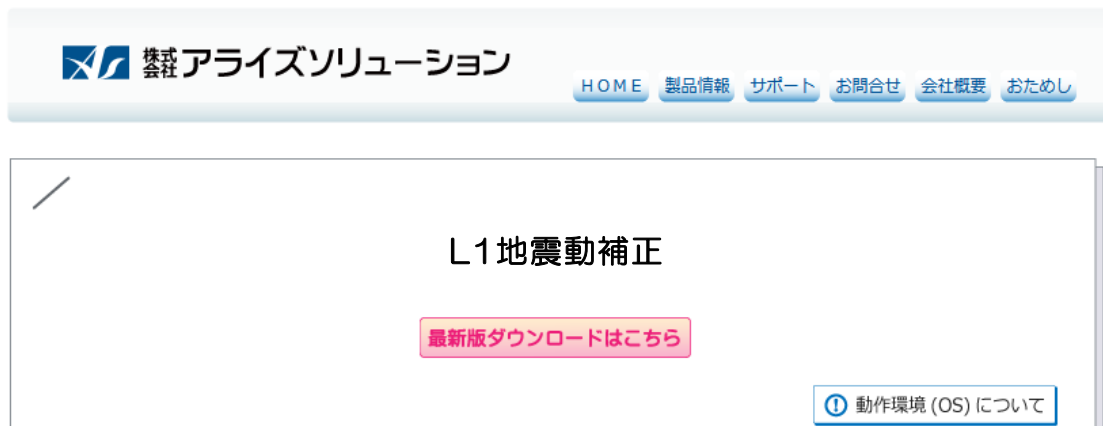 株式会社アライズソリューション
HOME 製品情報 サポート お問合せ 会社概要 おためし
L1地震動補正
最新版ダウンロードはこちら
動作環境 (OS) について